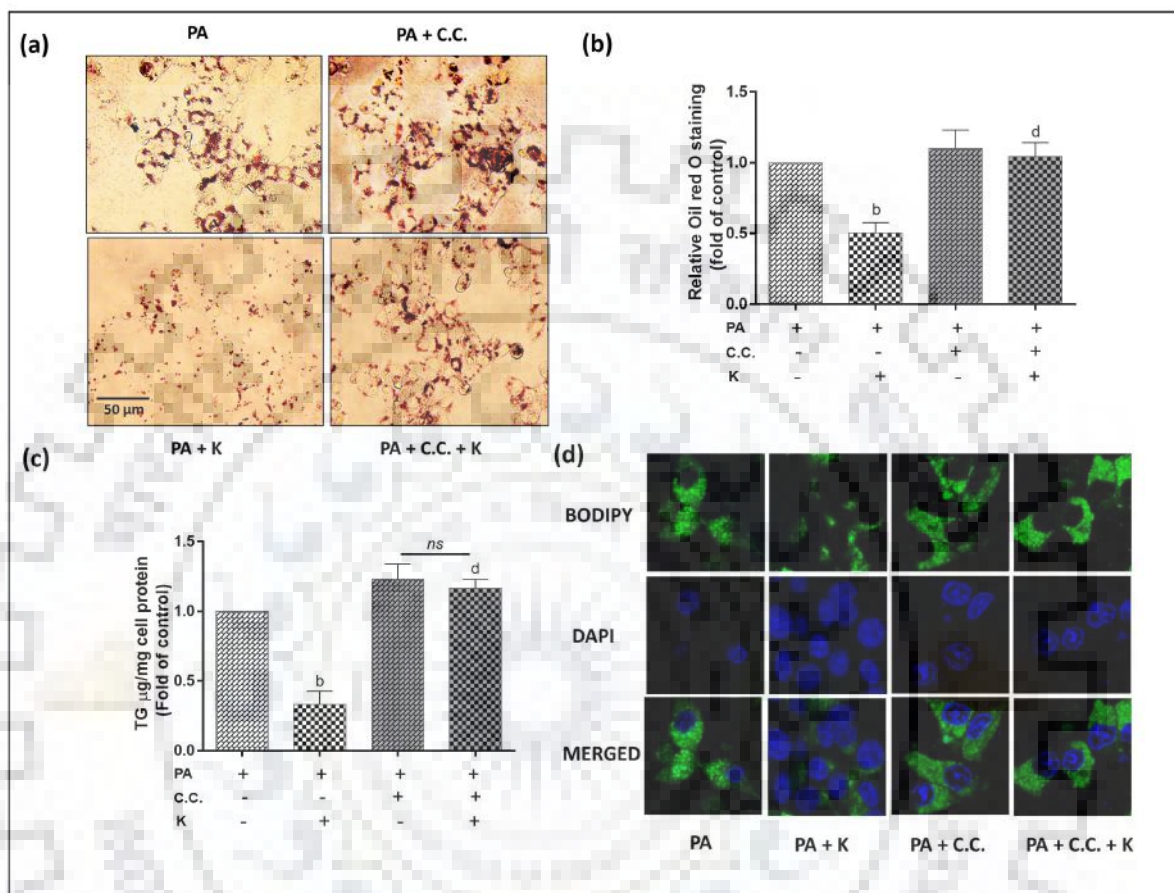 (a)
PA
PA + C.C.
50 µm
PA + K
PA + C.C. + K
(b)
Relative Oil red O staining
(fold of control)
1.5
1.0
0.5
0.0
b
d
PA + + + +
C.C. - - + +
K - + - +
(c)
TG µg/mg cell protein
(Fold of control)
1.5
1.0
0.5
0.0
b
ns
d
PA + + + +
C.C. - - + +
K - + - +
(d)
BODIPY
DAPI
MERGED
PA
PA + K
PA + C.C.
PA + C.C. + K